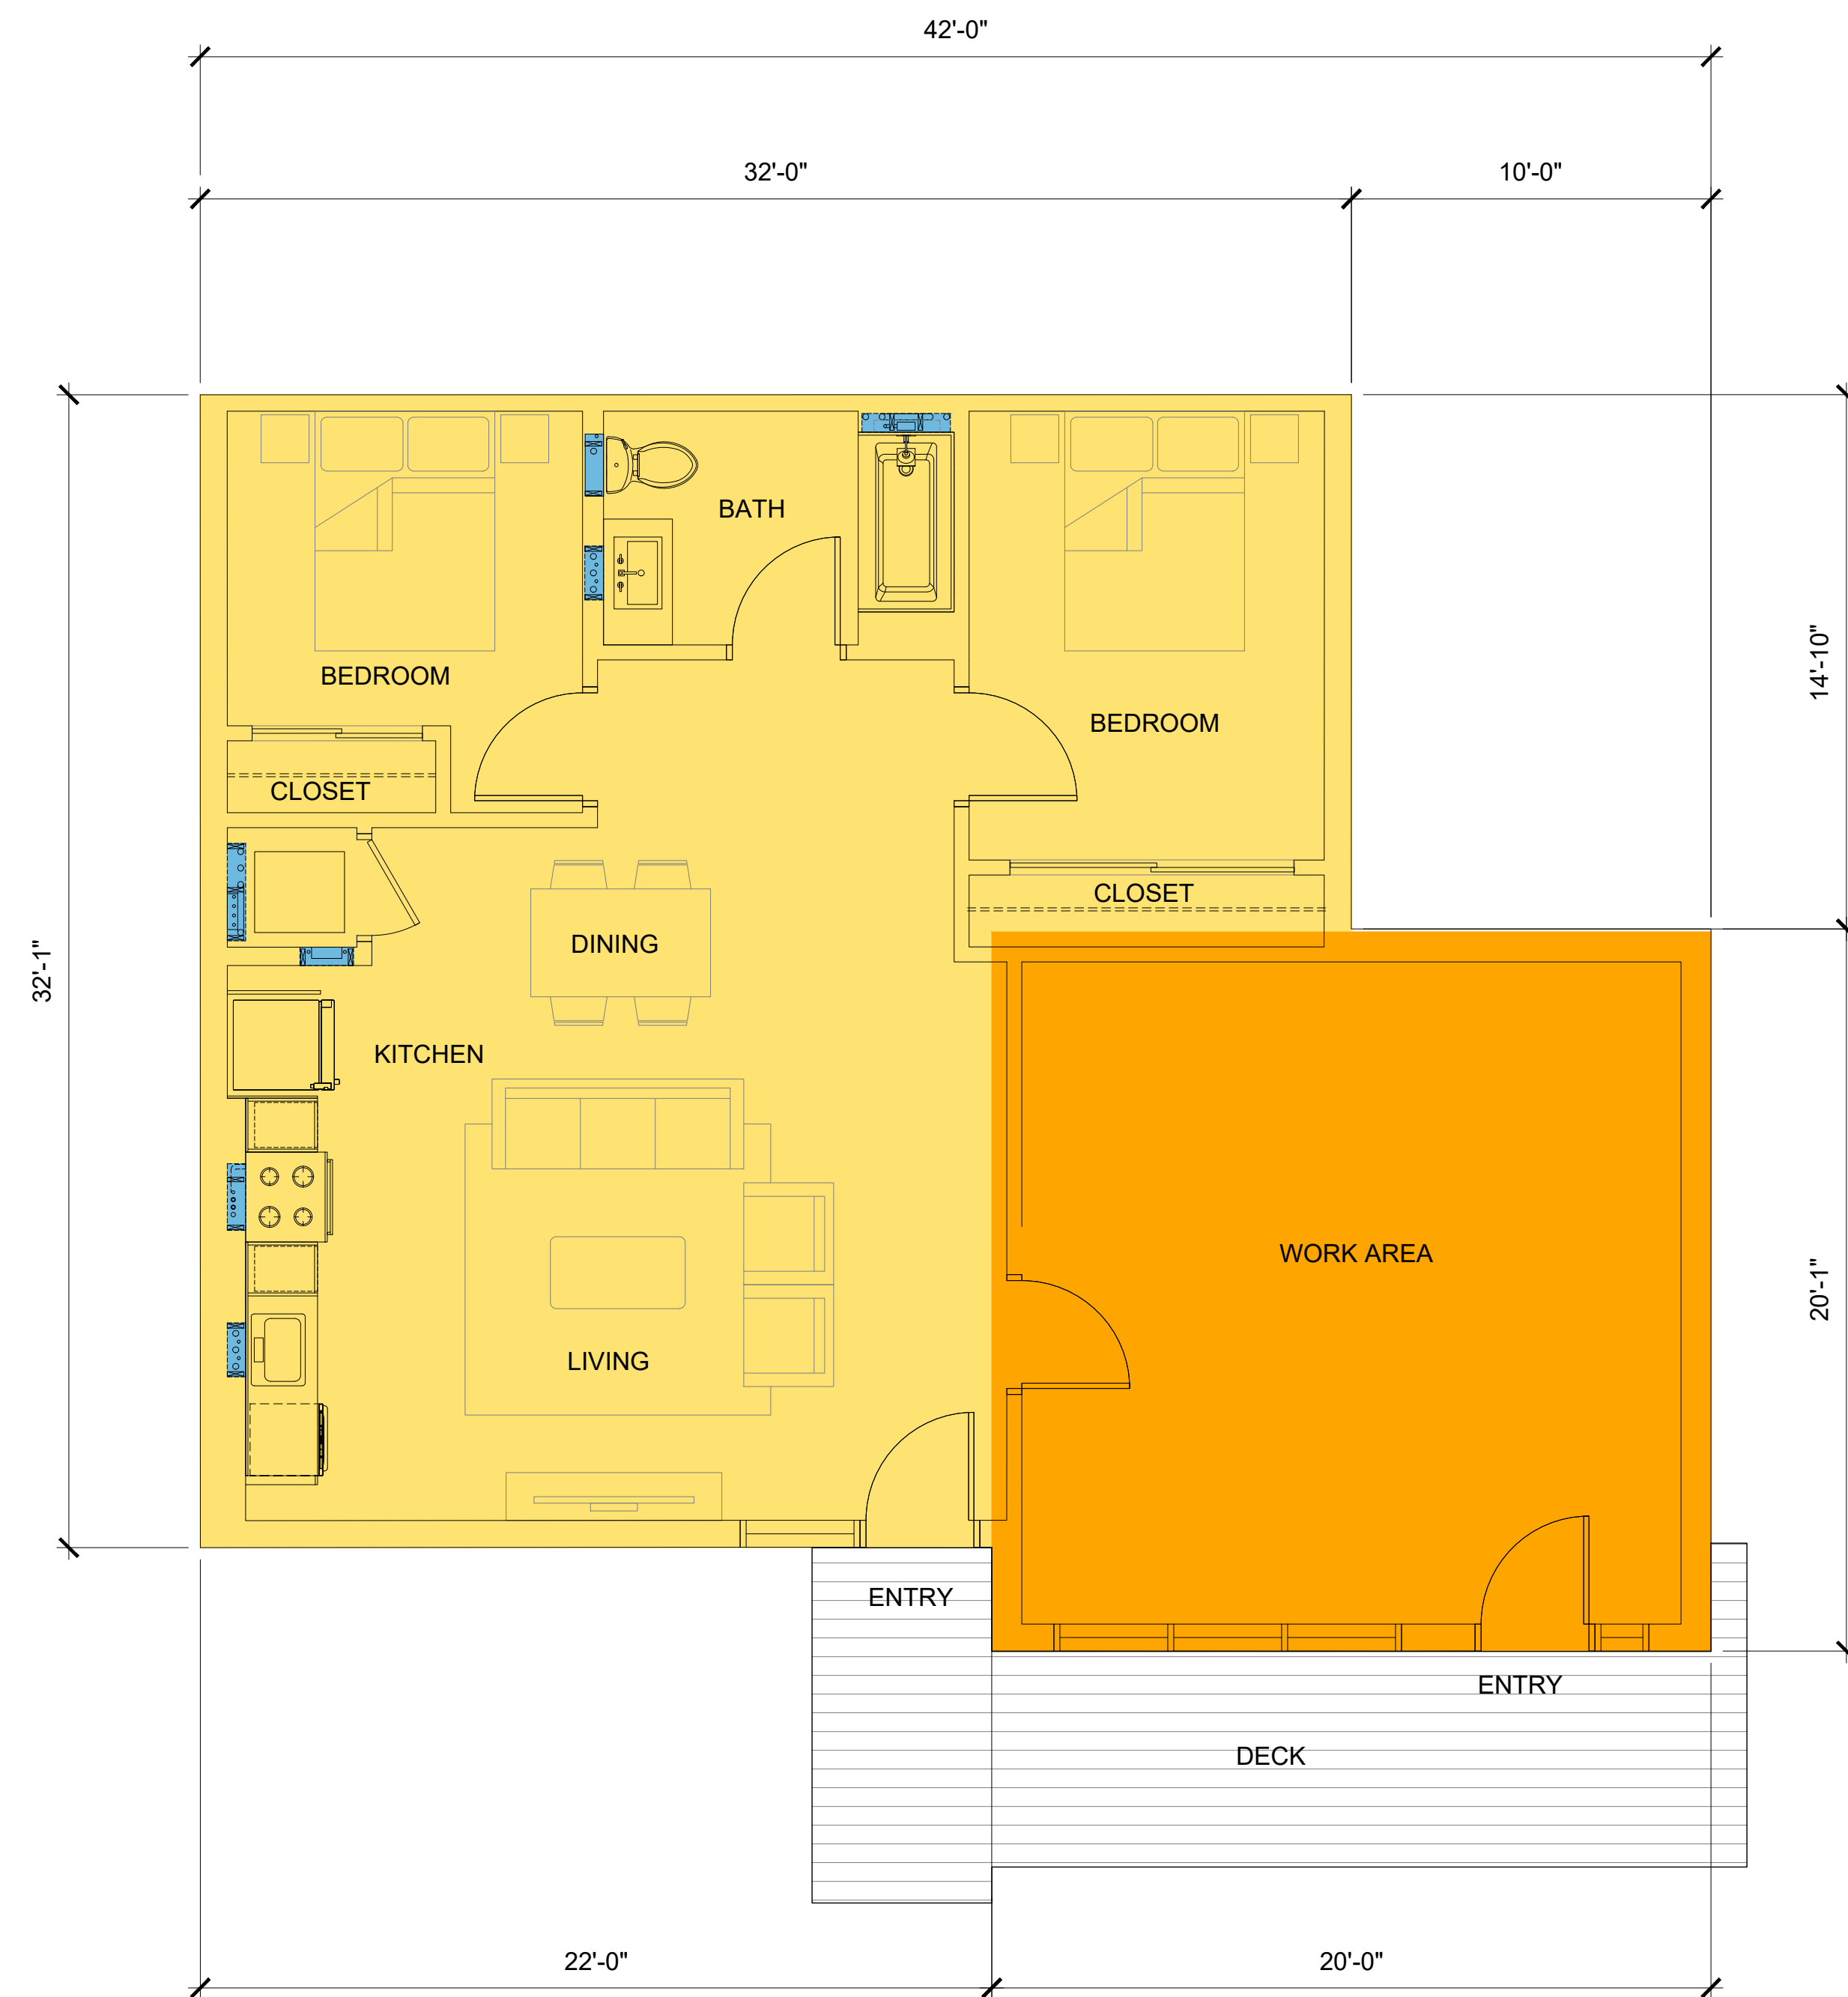 42'-0"
32'-0"
10'-0"
BATH
BEDROOM
BEDROOM
14'-10"
CLOSET
CLOSET
DINING
32'-1"
KITCHEN
WORK AREA
20'-1"
LIVING
ENTRY
ENTRY
DECK
22'-0"
20'-0"